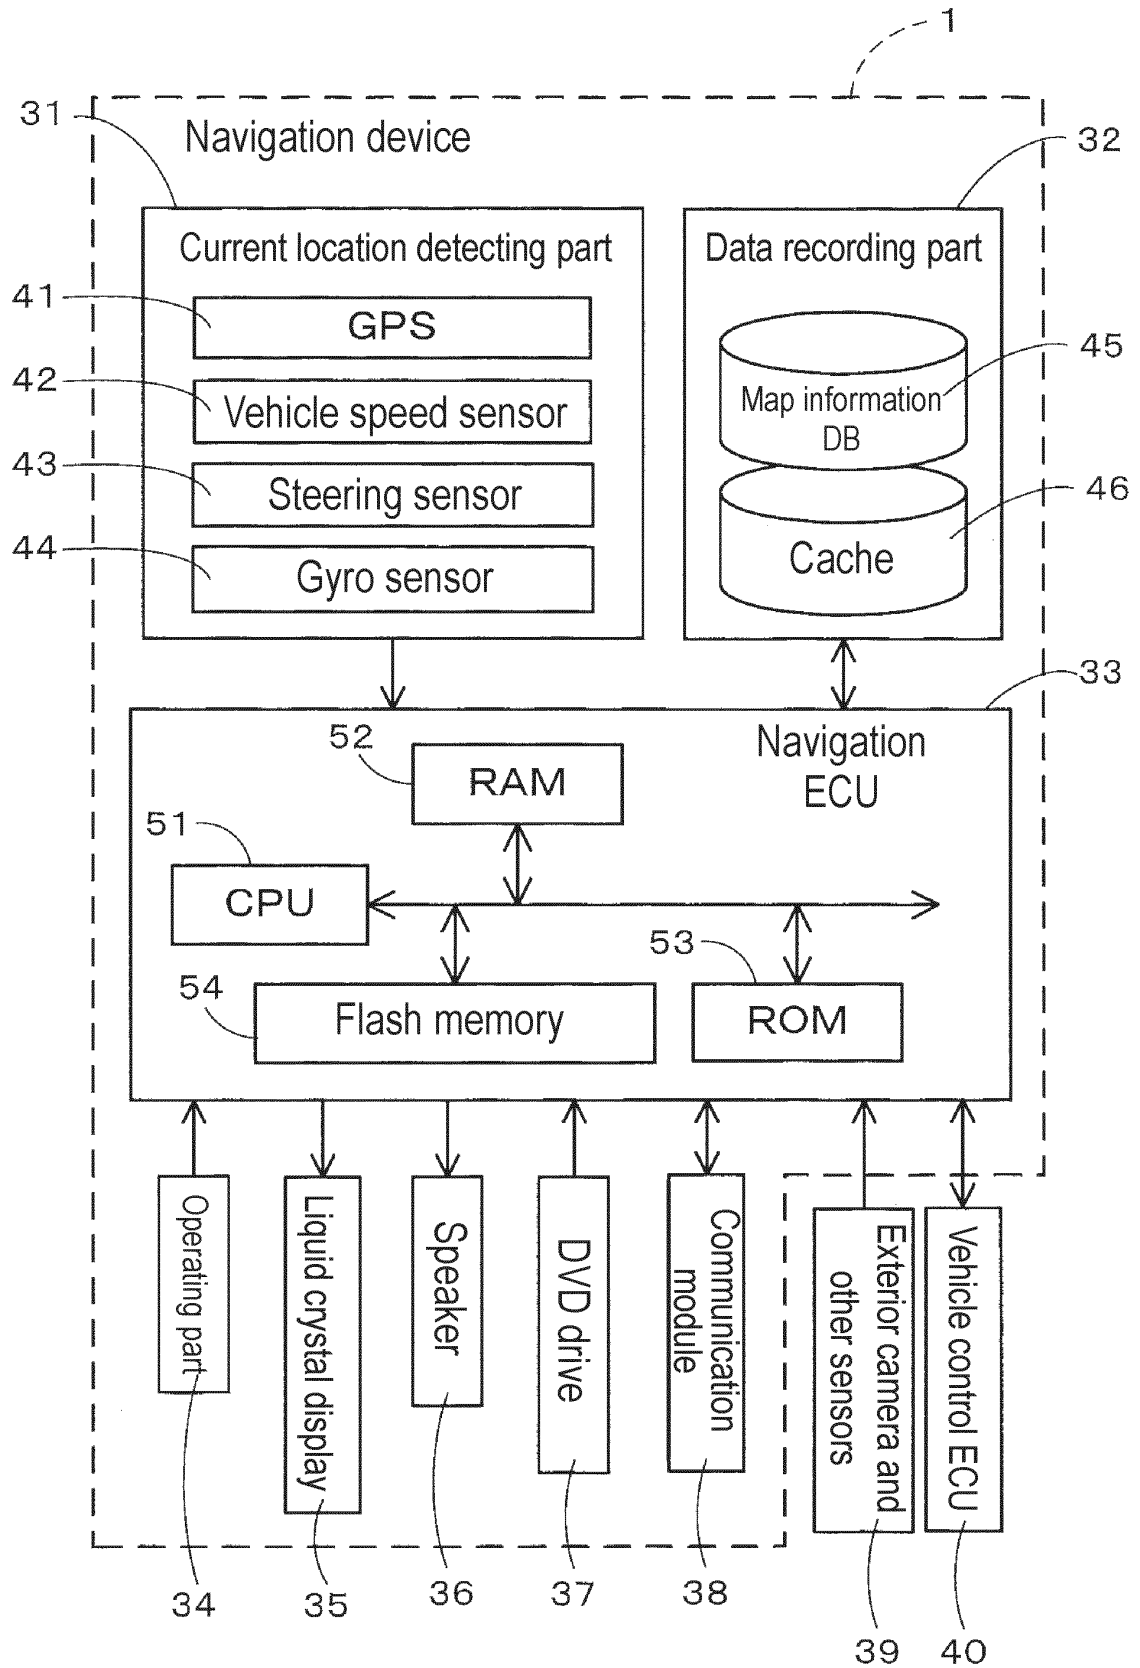 1
31
Navigation device
32
Current location detecting part
Data recording part
41
GPS
45
42
Vehicle speed sensor
Map information
DB
43
Steering sensor
46
44
Gyro sensor
Cache
33
52
RAM
Navigation
ECU
51
CPU
53
54
Flash memory
ROM
Operating part
Liquid crystal display
Speaker
DVD drive
Communication
module
Exterior camera and
other sensors
Vehicle control ECU
34
35
36
37
38
39
40